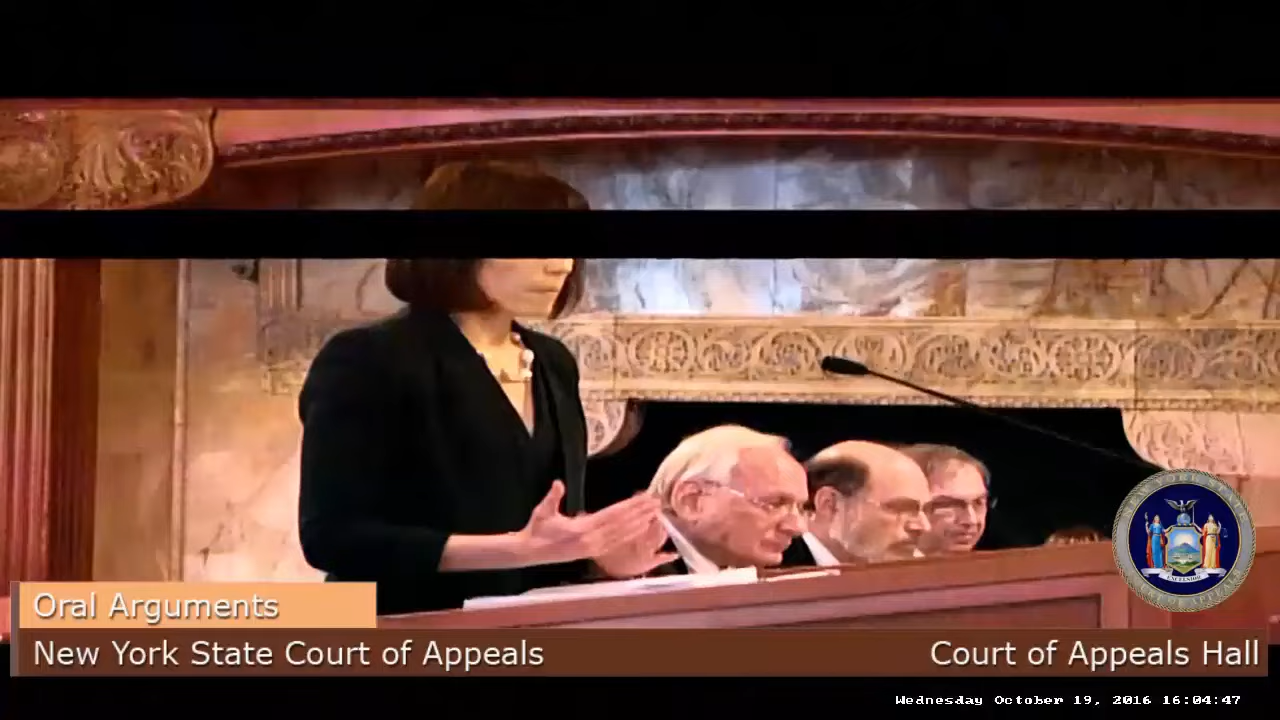 Oral Arguments
New York State Court of Appeals
Court of Appeals Hall
EXCELSIOR
Wednesday October 19, 2016 16:04:47